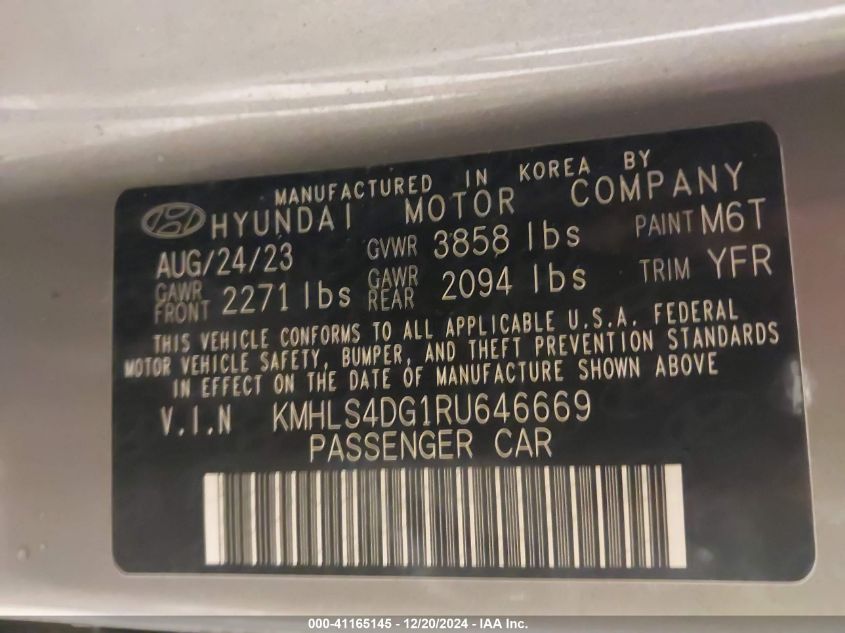 MANUFACTURED IN KOREA BY
HYUNDAI MOTOR COMPANY
AUG/24/23 GVWR 3858 lbs PAINT M6T
GAWR FRONT 2271 lbs GAWR REAR 2094 lbs TRIM YFR
THIS VEHICLE CONFORMS TO ALL APPLICABLE U.S.A. FEDERAL
MOTOR VEHICLE SAFETY, BUMPER, AND THEFT PREVENTION STANDARDS
IN EFFECT ON THE DATE OF MANUFACTURE SHOWN ABOVE
V.I.N KMHLS4DG1RU646669
PASSENGER CAR
000-41165145 - 12/20/2024 - IAA Inc.